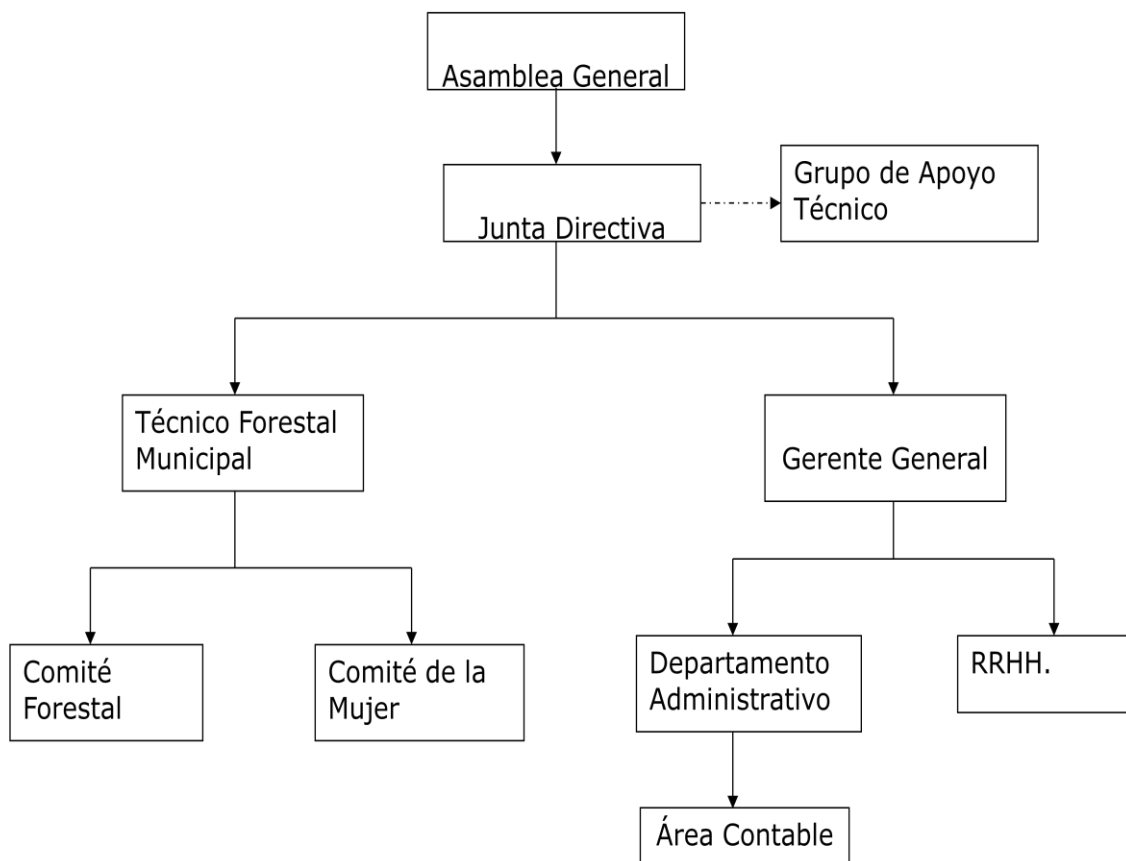 Asamblea General
Grupo de Apoyo
Técnico
Junta Directiva
Técnico Forestal
Municipal
Gerente General
Comité
Forestal
Comité de la
Mujer
Departamento
Administrativo
RRHH.
Área Contable